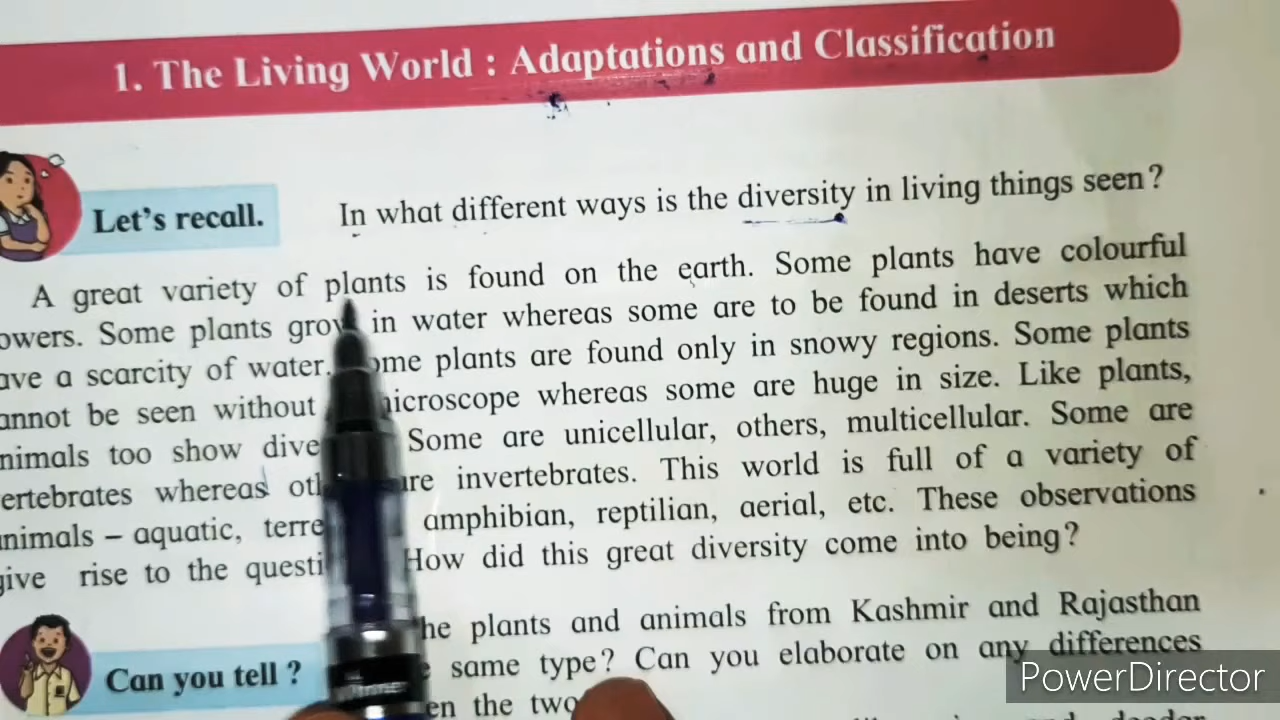 1. The Living World : Adaptations and Classification
Let's recall.
In what different ways is the diversity in living things seen?
A great variety of plants is found on the earth. Some plants have colourful
owers. Some plants grow in water whereas some are to be found in deserts which
ave a scarcity of water. ome plants are found only in snowy regions. Some plants
annot be seen without icroscope whereas some are huge in size. Like plants,
nimals too show dive Some are unicellular, others, multicellular. Some are
ertebrates whereas oth are invertebrates. This world is full of a variety of
nimals – aquatic, terre amphibian, reptilian, aerial, etc. These observations
give rise to the questi How did this great diversity come into being?
he plants and animals from Kashmir and Rajasthan
Can you tell ?
same type? Can you elaborate on any differences
en the two
PowerDirector